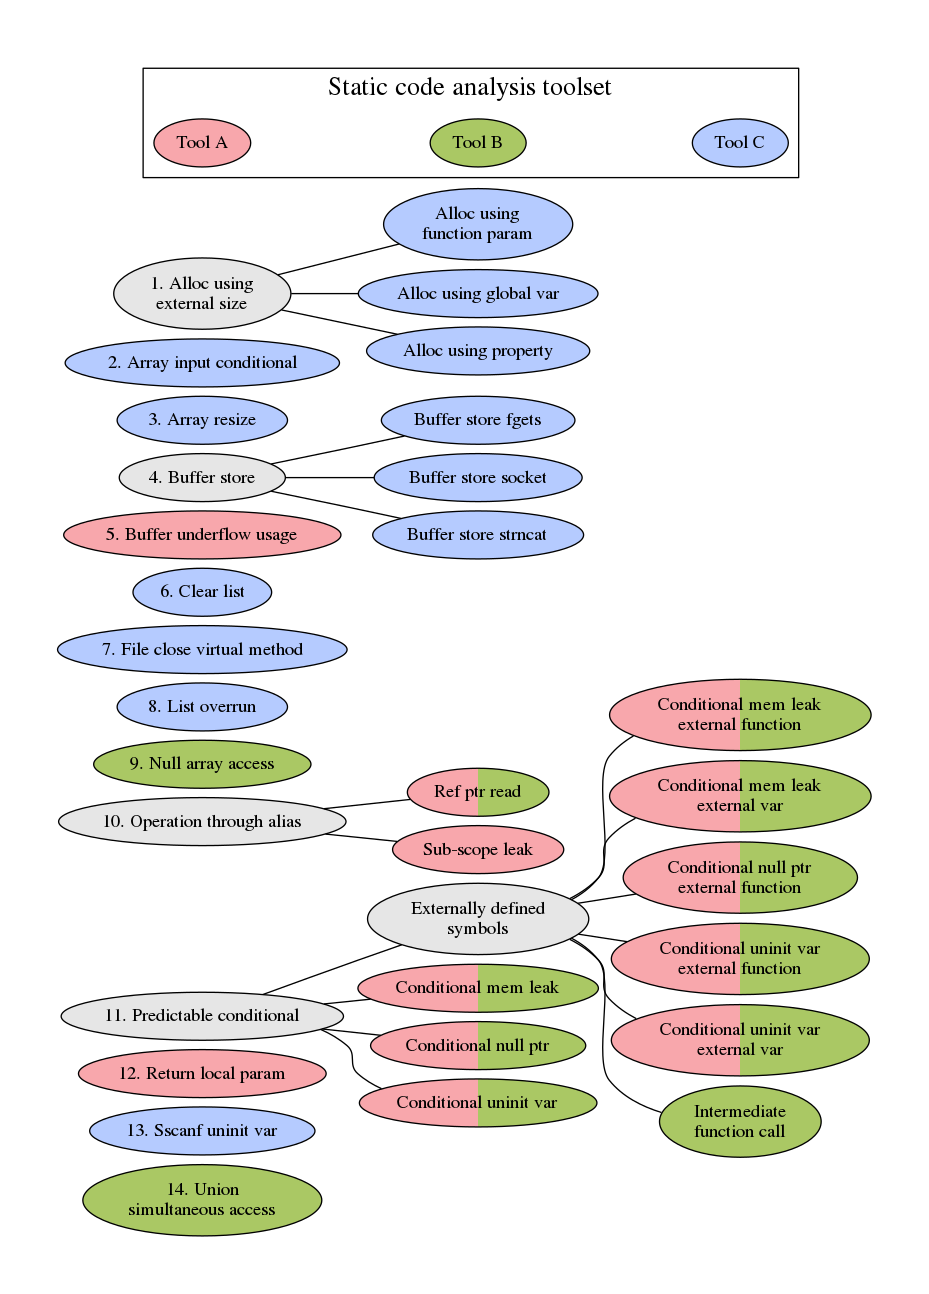 Static code analysis toolset
Tool A
Tool B
Tool C
Alloc using
function param
1. Alloc using
external size
Alloc using global var
Alloc using property
2. Array input conditional
3. Array resize
Buffer store fgets
4. Buffer store
Buffer store socket
5. Buffer underflow usage
Buffer store strncat
6. Clear list
7. File close virtual method
8. List overrun
Conditional mem leak
external function
9. Null array access
Ref ptr read
Conditional mem leak
external var
10. Operation through alias
Sub-scope leak
Conditional null ptr
external function
Externally defined
symbols
Conditional uninit var
external function
Conditional mem leak
11. Predictable conditional
Conditional null ptr
Conditional uninit var
external var
12. Return local param
Conditional uninit var
Intermediate
function call
13. Sscanf uninit var
14. Union
simultaneous access